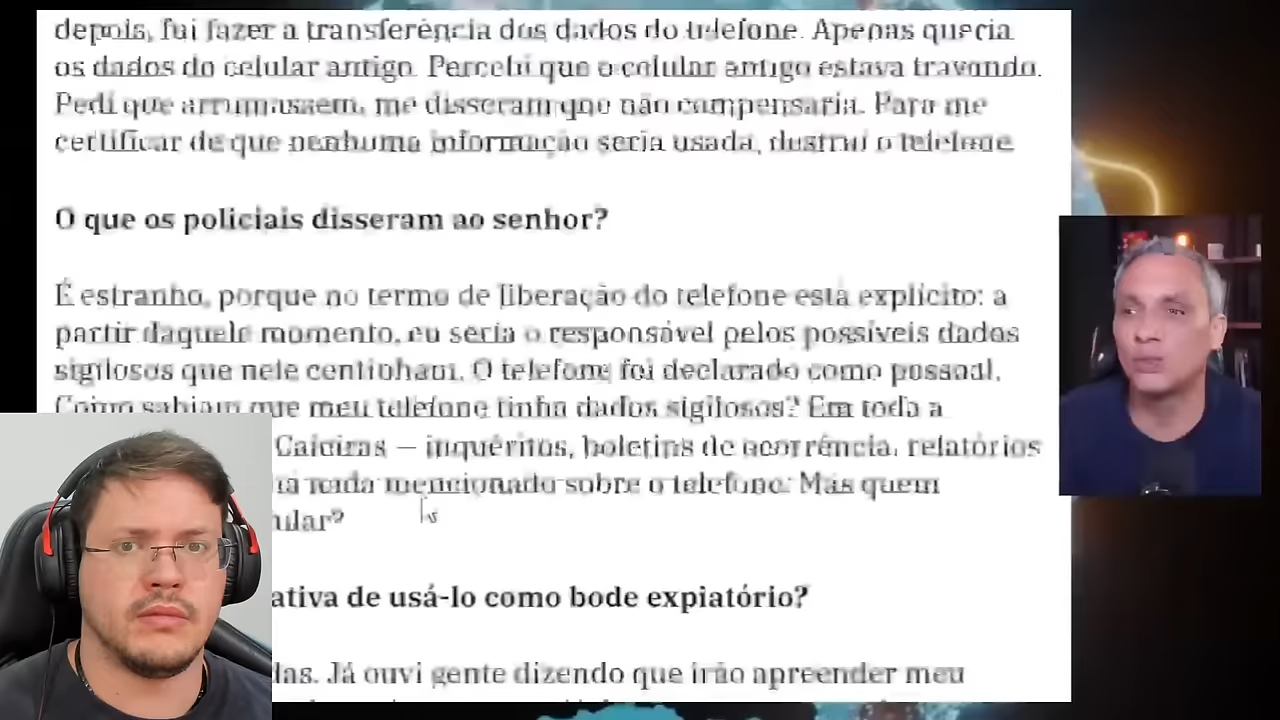 depois, fui fazer a transferência dos dados do telefone. Apenas queria
os dados do celular antigo. Percebi que o celular antigo estava travando.
Pedi que arrumassem, me disseram que não compensaria. Para me
certificar de que nenhuma informação seria usada, destruí o telefone.
O que os policiais disseram ao senhor?
É estranho, porque no termo de liberação do telefone está explícito: a
partir daquele momento, eu seria o responsável pelos possíveis dados
sigilosos que nele continham. O telefone foi declarado como pessoal.
Como sabiam que meu telefone tinha dados sigilosos? Em toda a
Caieiras — inquéritos, boletins de ocorrência, relatórios
há nada mencionado sobre o telefone. Mas quem
ular?
ativa de usá-lo como bode expiatório?
das. Já ouvi gente dizendo que irão apreender meu